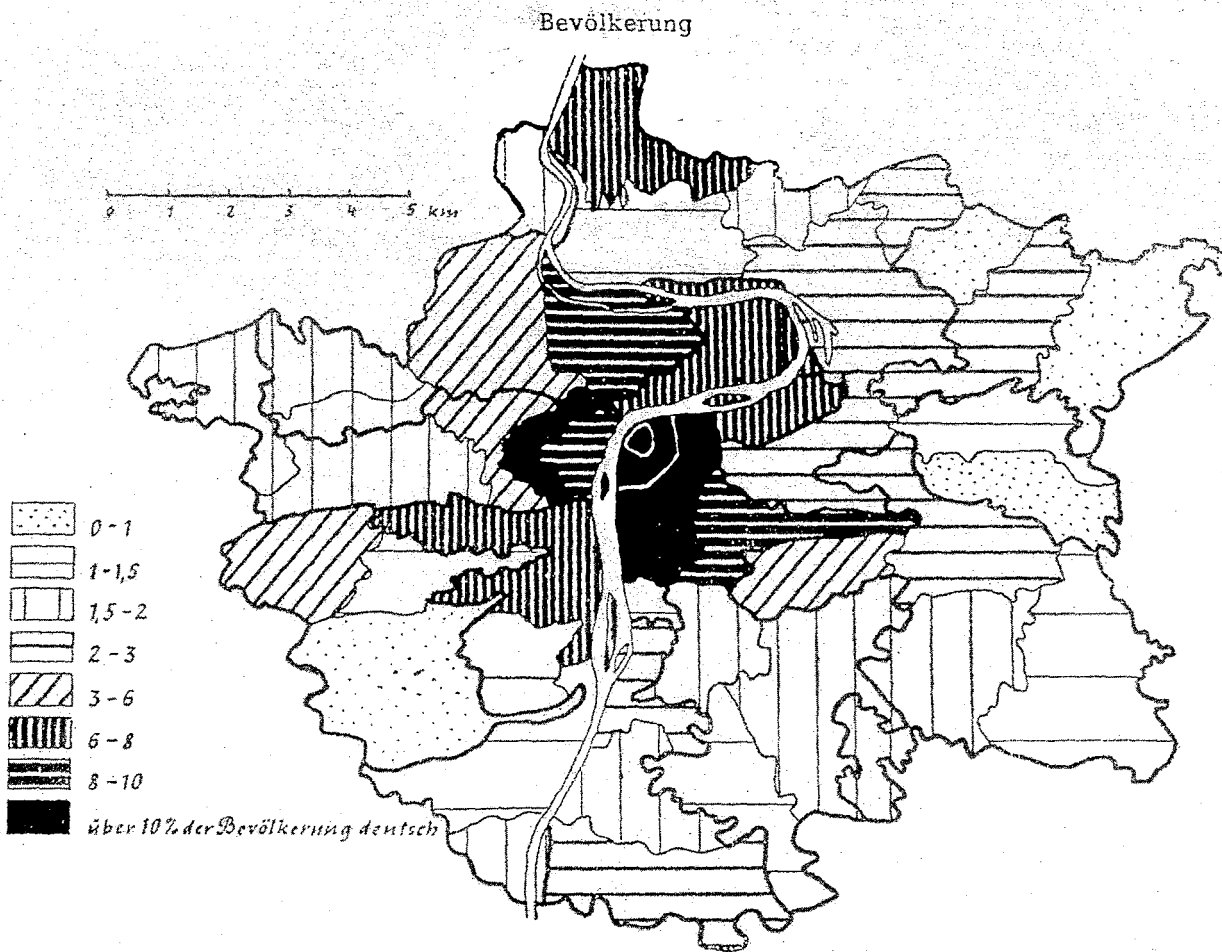 Bevölkerung
0 1 2 3 4 5 km
0-1
1-1,5
1,5-2
2-3
3-6
6-8
8-10
über 10% der Bevölkerung deutsch